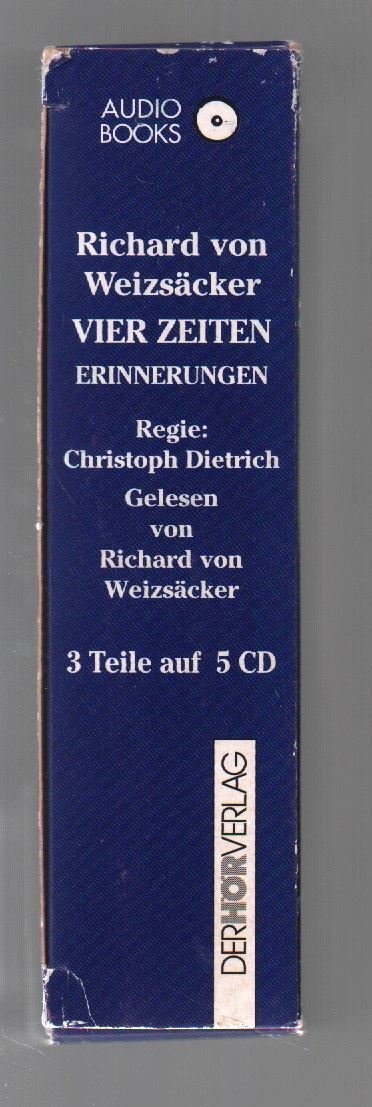 AUDIO
BOOKS
Richard von
Weizsäcker
VIER ZEITEN
ERINNERUNGEN
Regie:
Christoph Dietrich
Gelesen
von
Richard von
Weizsäcker
3 Teile auf 5 CD
DERHÖRVERLAG